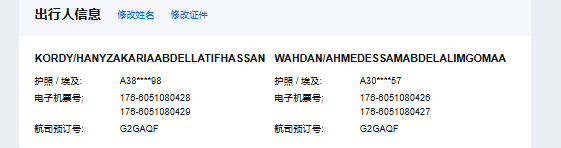 出行人信息 修改姓名 修改证件
KORDY/HANYZAKARIAABDELLATIFHASSAN WAHDAN/AHMEDESSAMABDELALIMGOMAA
护照 / 埃及: A38****98 护照 / 埃及: A30****57
电子机票号: 176-6051080428 电子机票号: 176-6051080426
176-6051080429 176-6051080427
航司预订号: G2GAQF 航司预订号: G2GAQF